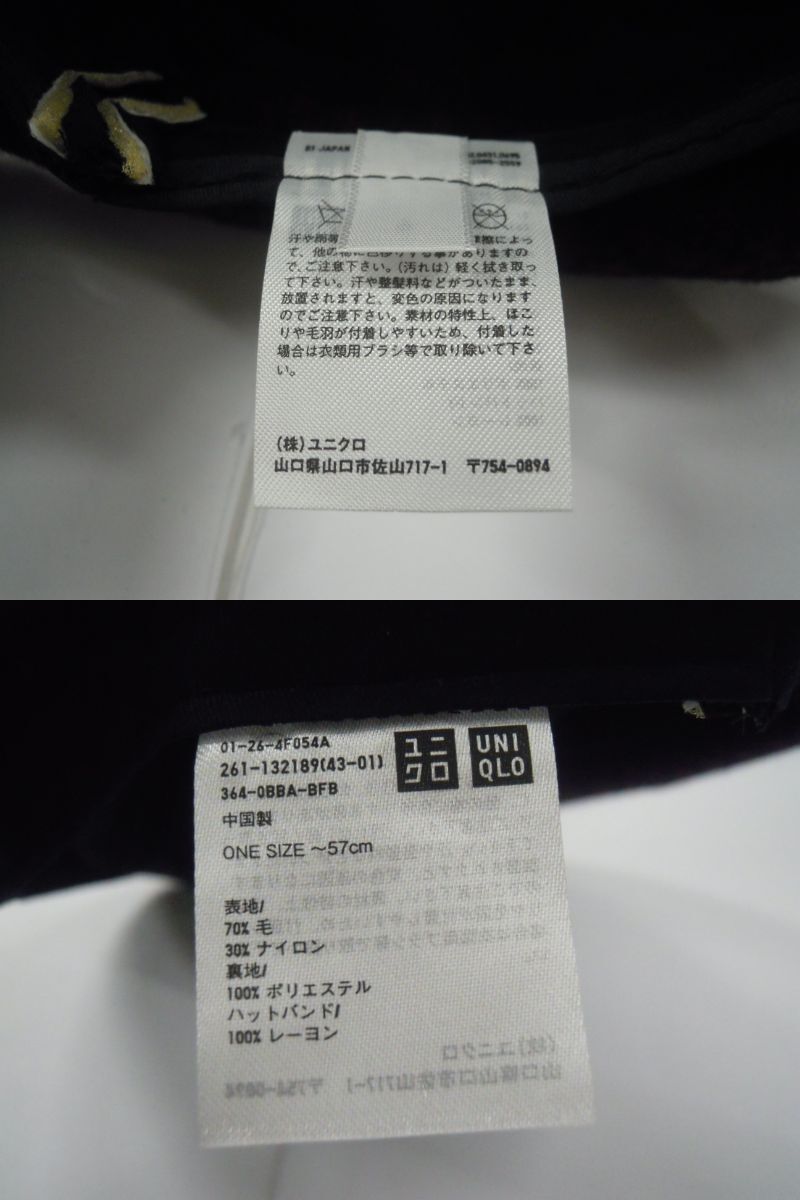 01 JAPAN
汗や雨等
摩擦によっ
て、他の物に色移りする事がありますの
で、ご注意下さい。(汚れは)軽く拭き取っ
て下さい。汗や整髪料などがついたまま、
放置されますと、変色の原因になります
のでご注意下さい。素材の特性上、ほこ
りや毛羽が付着しやすいため、付着した
場合は衣類用ブラシ等で取り除いて下さ
い。
(株)ユニクロ
山口県山口市佐山717-1 〒754-0894
01-26-4F054A
261-132189(43-01)
364-0BBA-BFB
ユニクロ
UNIQLO
中国製
ONE SIZE ～57cm
表地/
70% 毛
30% ナイロン
裏地/
100% ポリエステル
ハットバンド/
100% レーヨン